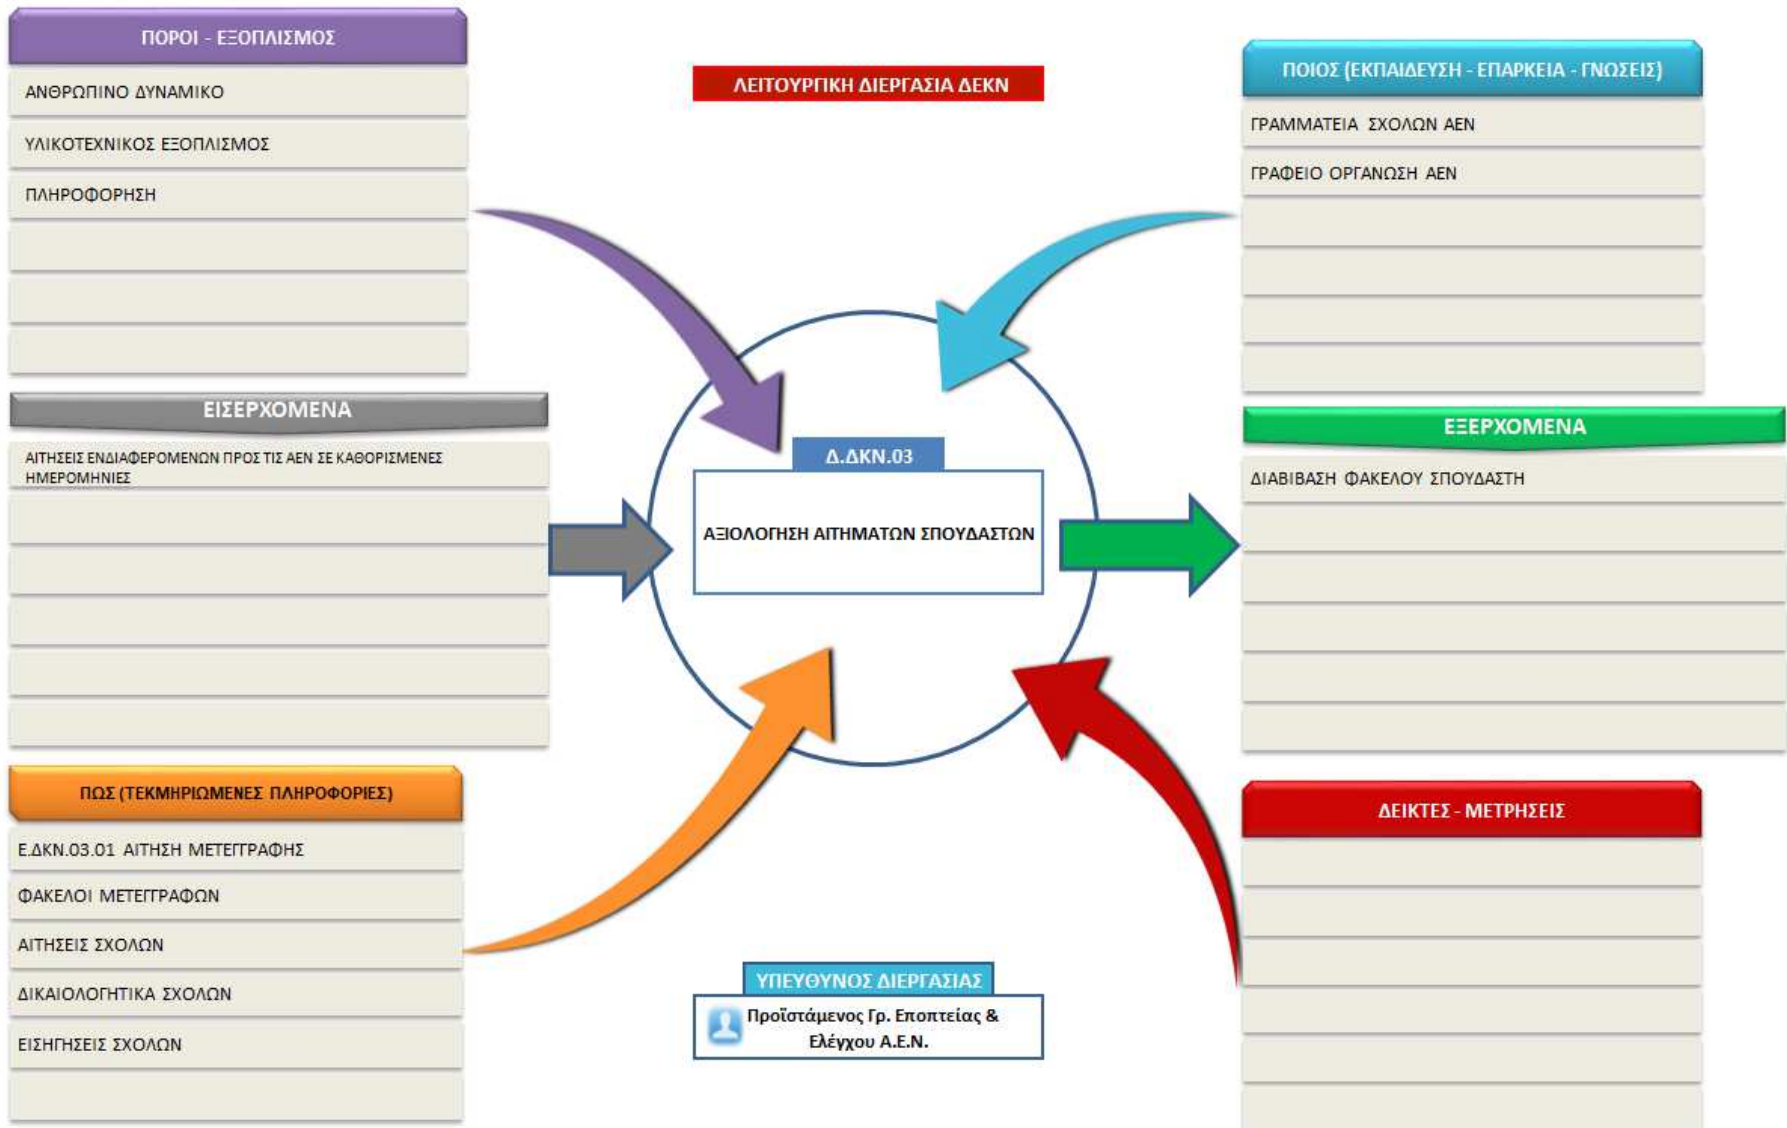 ΠΟΡΟΙ - ΕΞΟΠΛΙΣΜΟΣ
ΑΝΘΡΩΠΙΝΟ ΔΥΝΑΜΙΚΟ
ΥΛΙΚΟΤΕΧΝΙΚΟΣ ΕΞΟΠΛΙΣΜΟΣ
ΠΛΗΡΟΦΟΡΗΣΗ
ΛΕΙΤΟΥΡΓΙΚΗ ΔΙΕΡΓΑΣΙΑ ΔΕΚΝ
ΠΟΙΟΣ (ΕΚΠΑΙΔΕΥΣΗ - ΕΠΑΡΚΕΙΑ - ΓΝΩΣΕΙΣ)
ΓΡΑΜΜΑΤΕΙΑ ΣΧΟΛΩΝ ΑΕΝ
ΓΡΑΦΕΙΟ ΟΡΓΑΝΩΣΗ ΑΕΝ
ΕΙΣΕΡΧΟΜΕΝΑ
ΑΙΤΗΣΕΙΣ ΕΝΔΙΑΦΕΡΟΜΕΝΩΝ ΠΡΟΣ ΤΙΣ ΑΕΝ ΣΕ ΚΑΘΟΡΙΣΜΕΝΕΣ
ΗΜΕΡΟΜΗΝΙΕΣ
Δ.ΔΚΝ.03
ΑΞΙΟΛΟΓΗΣΗ ΑΙΤΗΜΑΤΩΝ ΣΠΟΥΔΑΣΤΩΝ
ΕΞΕΡΧΟΜΕΝΑ
ΔΙΑΒΙΒΑΣΗ ΦΑΚΕΛΟΥ ΣΠΟΥΔΑΣΤΗ
ΠΩΣ (ΤΕΚΜΗΡΙΩΜΕΝΕΣ ΠΛΗΡΟΦΟΡΙΕΣ)
Ε.ΔΚΝ.03.01 ΑΙΤΗΣΗ ΜΕΤΕΓΓΡΑΦΗΣ
ΦΑΚΕΛΟΙ ΜΕΤΕΓΓΡΑΦΩΝ
ΑΙΤΗΣΕΙΣ ΣΧΟΛΩΝ
ΔΙΚΑΙΟΛΟΓΗΤΙΚΑ ΣΧΟΛΩΝ
ΕΙΣΗΓΗΣΕΙΣ ΣΧΟΛΩΝ
ΥΠΕΥΘΥΝΟΣ ΔΙΕΡΓΑΣΙΑΣ
Προϊστάμενος Γρ. Εποπτείας &
Ελέγχου Α.Ε.Ν.
ΔΕΙΚΤΕΣ - ΜΕΤΡΗΣΕΙΣ